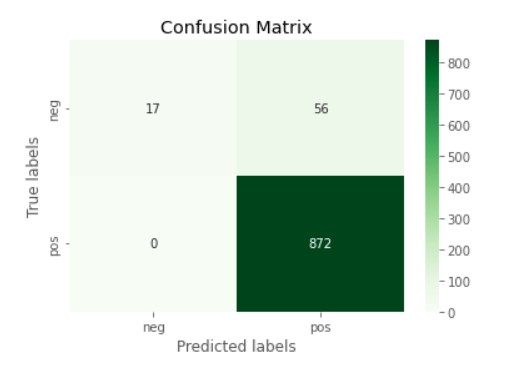 Confusion Matrix
neg
17
56
pos
0
872
True labels
neg
pos
Predicted labels
800
700
600
500
400
300
200
100
0